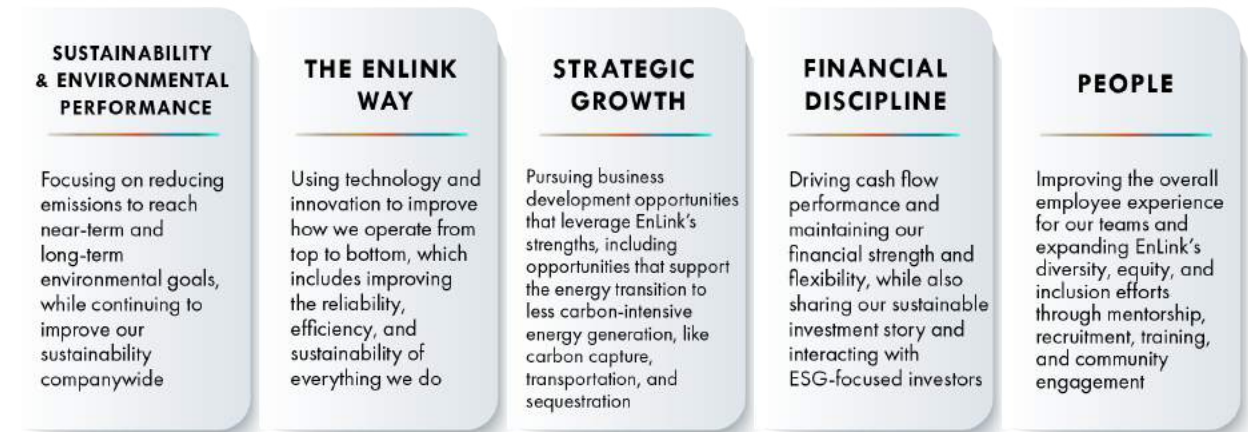 SUSTAINABILITY
& ENVIRONMENTAL
PERFORMANCE
Focusing on reducing
emissions to reach
near-term and
long-term
environmental goals,
while continuing to
improve our
sustainability
companywide
THE ENLINK
WAY
Using technology and
innovation to improve
how we operate from
top to bottom, which
includes improving
the reliability,
efficiency, and
sustainability of
everything we do
STRATEGIC
GROWTH
Pursuing business
development opportunities
that leverage EnLink's
strengths, including
opportunities that support
the energy transition to
less carbon-intensive
energy generation, like
carbon capture,
transportation, and
sequestration
FINANCIAL
DISCIPLINE
Driving cash flow
performance and
maintaining our
financial strength and
flexibility, while also
sharing our sustainable
investment story and
interacting with
ESG-focused investors
PEOPLE
Improving the overall
employee experience
for our teams and
expanding EnLink's
diversity, equity, and
inclusion efforts
through mentorship,
recruitment, training,
and community
engagement